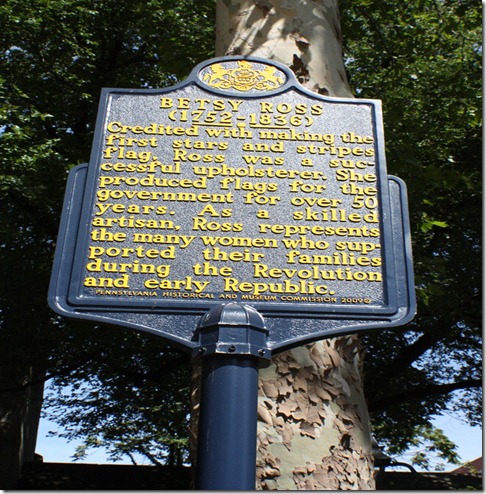 BETSY ROSS
(1752-1836)
Credited with making the
first stars and stripes
flag, Ross was a suc-
cessful upholsterer. She
produced flags for the
government for over 50
years. As a skilled
artisan, Ross represents
the many women who sup-
ported their families
during the Revolution
and early Republic.
PENNSYLVANIA HISTORICAL AND MUSEUM COMMISSION 2009©